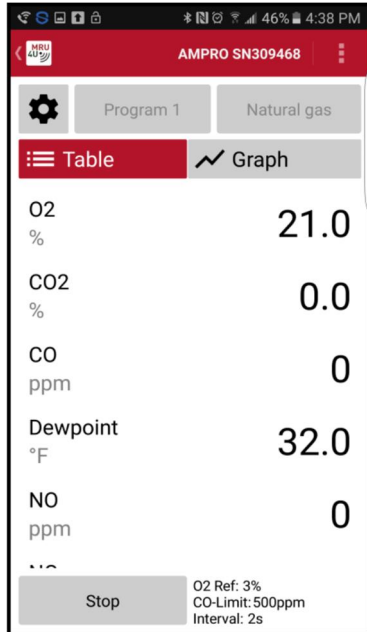 46% 4:38 PM
MRU
4U
AMPRO SN309468
Program 1 Natural gas
Table Graph
O2
21.0
%
CO2
0.0
%
CO
0
ppm
Dewpoint
32.0
°F
NO
0
ppm
O2 Ref: 3%
Stop
CO-Limit: 500ppm
Interval: 2s